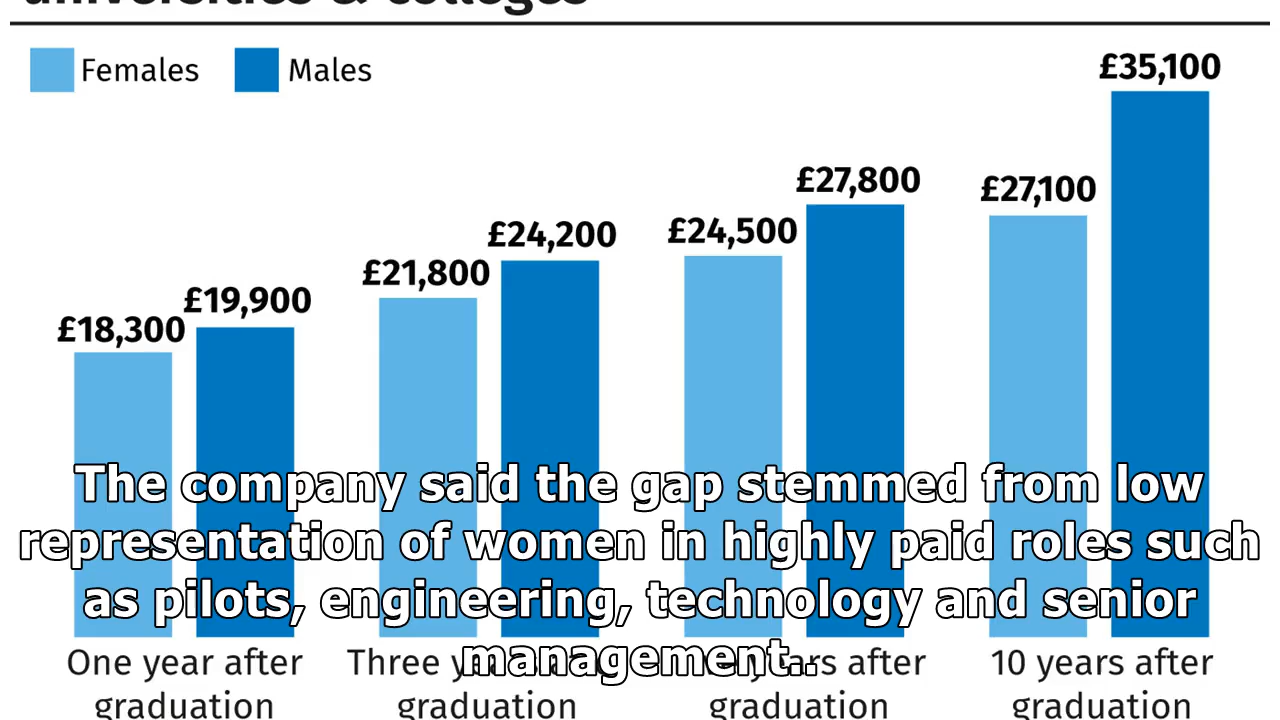 universities & colleges
Females Males
£35,100
£27,800
£27,100
£24,200
£24,500
£21,800
£19,900
£18,300
The company said the gap stemmed from low
representation of women in highly paid roles such
as pilots, engineering, technology and senior
management..
One year after
graduation
Three
graduation
after
graduation
10 years after
graduation